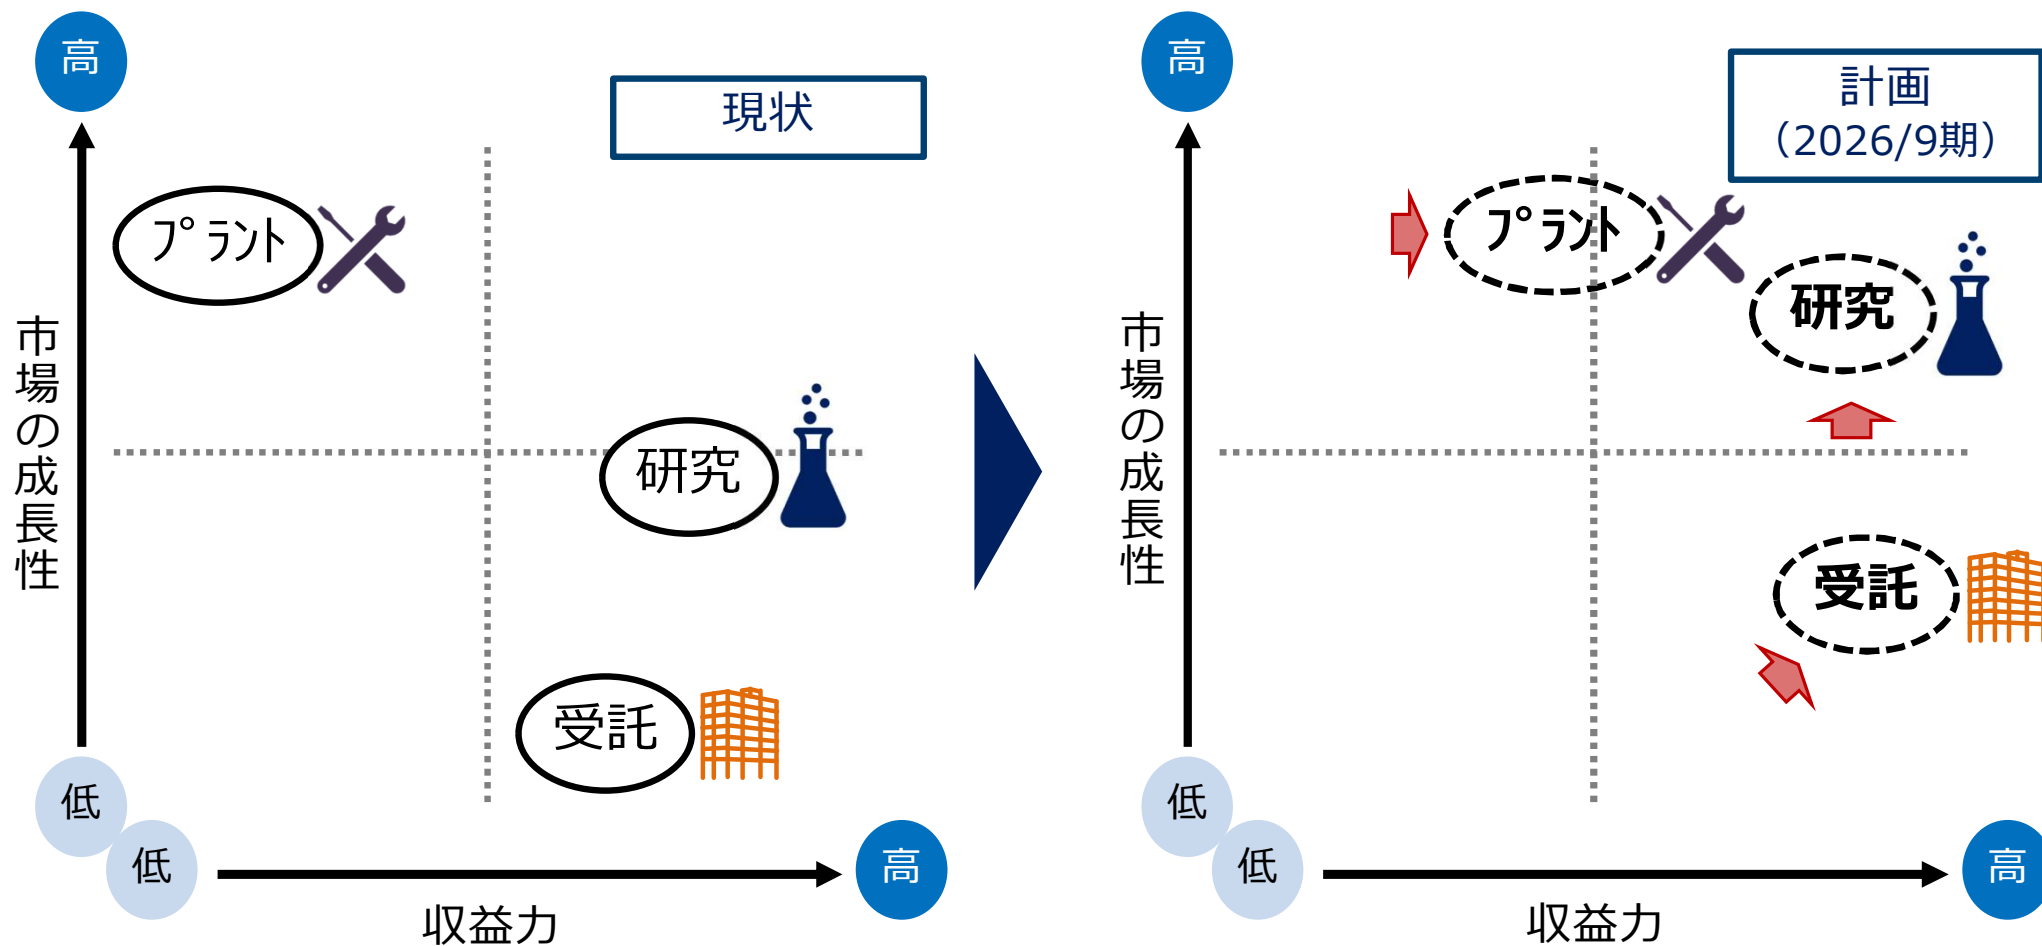 高
現状
プラント
市場の成長性
研究
受託
低
低
高
収益力
高
計画
（2026/9期）
プラント
研究
市場の成長性
受託
低
低
高
収益力